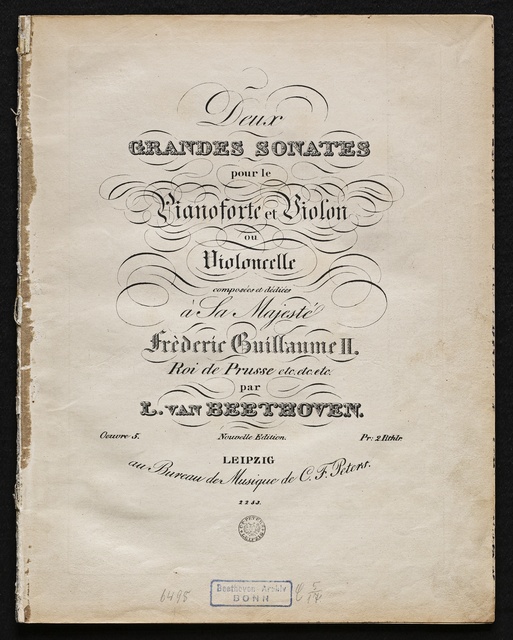 Deux
GRANDES SONATES
pour le
Pianoforte et Violon
ou
Violoncelle
composées et dédiées
à Sa Majesté
Fréderic Guillaume II.
Roi de Prusse etc. etc. etc.
par
L. VAN BEETHOVEN.
Oeuvre 5. Nouvelle Edition. Pr: 2 Rthlr
LEIPZIG
au Bureau de Musique de C. F. Peters.
6495
Beethoven-Archiv
BONN